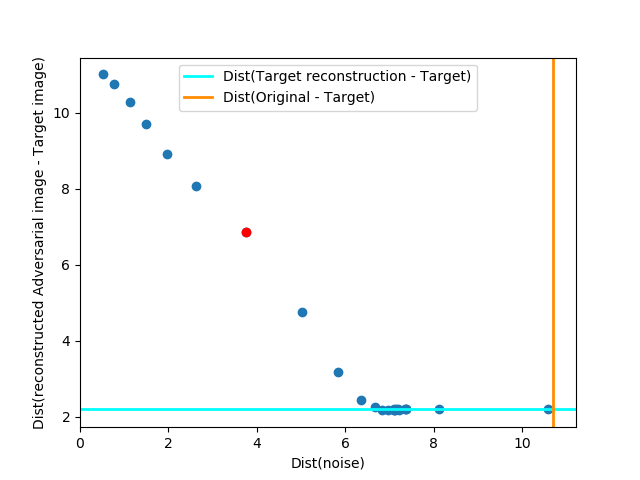 Dist(Target reconstruction - Target)
Dist(Original - Target)
Dist(reconstructed Adversarial image - Target image)
10
8
6
4
2
0 2 4 6 8 10
Dist(noise)